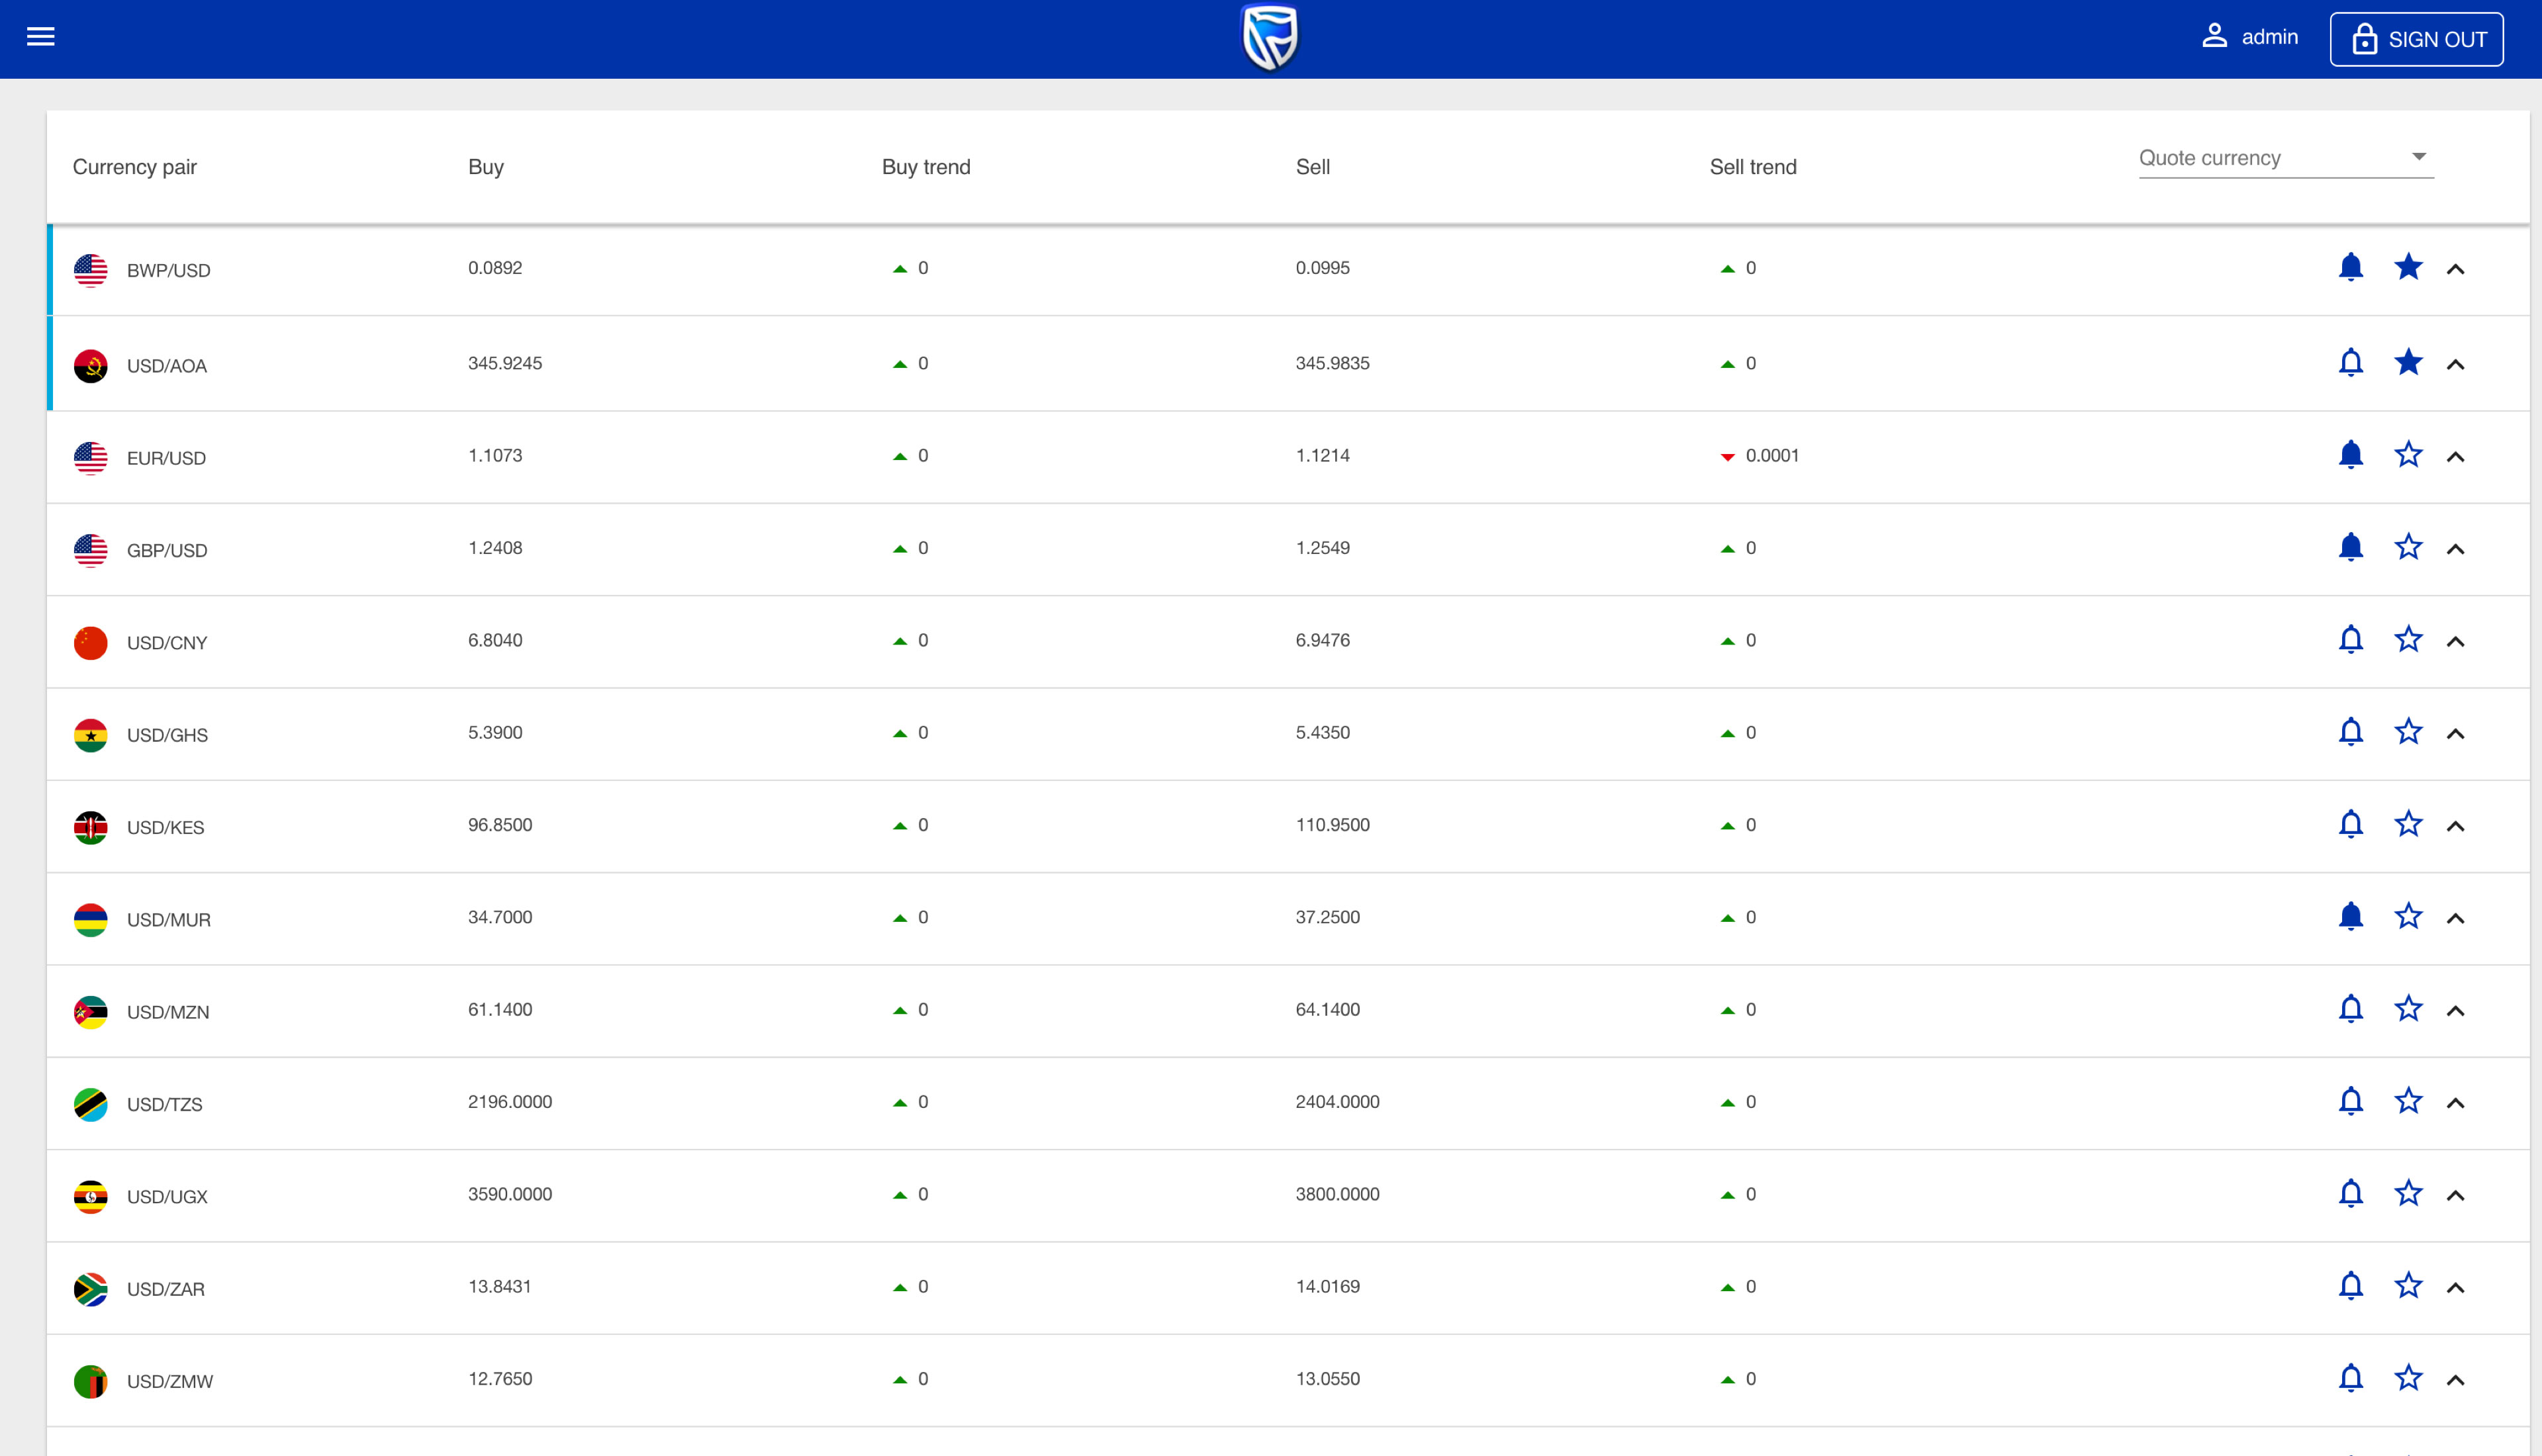 admin SIGN OUT
Currency pair Buy Buy trend Sell Sell trend Quote currency
BWP/USD 0.0892 0 0.0995 0
USD/AOA 345.9245 0 345.9835 0
EUR/USD 1.1073 0 1.1214 0.0001
GBP/USD 1.2408 0 1.2549 0
USD/CNY 6.8040 0 6.9476 0
USD/GHS 5.3900 0 5.4350 0
USD/KES 96.8500 0 110.9500 0
USD/MUR 34.7000 0 37.2500 0
USD/MZN 61.1400 0 64.1400 0
USD/TZS 2196.0000 0 2404.0000 0
USD/UGX 3590.0000 0 3800.0000 0
USD/ZAR 13.8431 0 14.0169 0
USD/ZMW 12.7650 0 13.0550 0